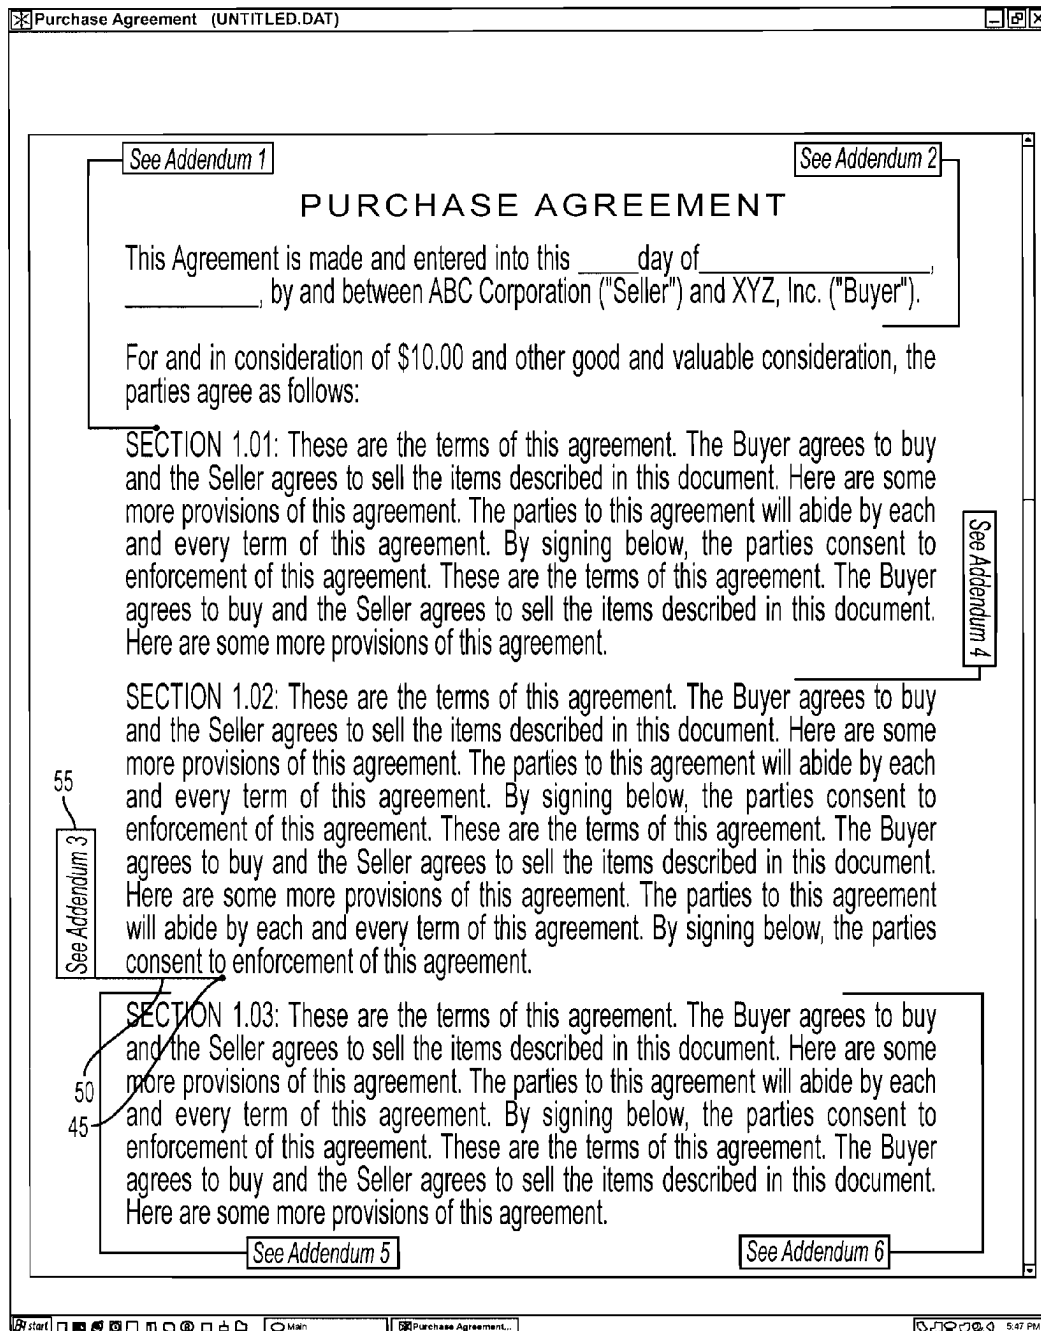 Purchase Agreement (UNTITLED.DAT)
See Addendum 1
See Addendum 2
PURCHASE AGREEMENT
This Agreement is made and entered into this _____day of____________________,
____________, by and between ABC Corporation ("Seller") and XYZ, Inc. ("Buyer").
For and in consideration of $10.00 and other good and valuable consideration, the
parties agree as follows:
SECTION 1.01: These are the terms of this agreement. The Buyer agrees to buy
and the Seller agrees to sell the items described in this document. Here are some
more provisions of this agreement. The parties to this agreement will abide by each
and every term of this agreement. By signing below, the parties consent to
enforcement of this agreement. These are the terms of this agreement. The Buyer
agrees to buy and the Seller agrees to sell the items described in this document.
Here are some more provisions of this agreement.
See Addendum 4
SECTION 1.02: These are the terms of this agreement. The Buyer agrees to buy
and the Seller agrees to sell the items described in this document. Here are some
more provisions of this agreement. The parties to this agreement will abide by each
and every term of this agreement. By signing below, the parties consent to
enforcement of this agreement. These are the terms of this agreement. The Buyer
agrees to buy and the Seller agrees to sell the items described in this document.
Here are some more provisions of this agreement. The parties to this agreement
will abide by each and every term of this agreement. By signing below, the parties
consent to enforcement of this agreement.
55
See Addendum 3
SECTION 1.03: These are the terms of this agreement. The Buyer agrees to buy
and the Seller agrees to sell the items described in this document. Here are some
more provisions of this agreement. The parties to this agreement will abide by each
and every term of this agreement. By signing below, the parties consent to
enforcement of this agreement. These are the terms of this agreement. The Buyer
agrees to buy and the Seller agrees to sell the items described in this document.
Here are some more provisions of this agreement.
50
45
See Addendum 5
See Addendum 6
start
Main
Purchase Agreement...
5:47 PM